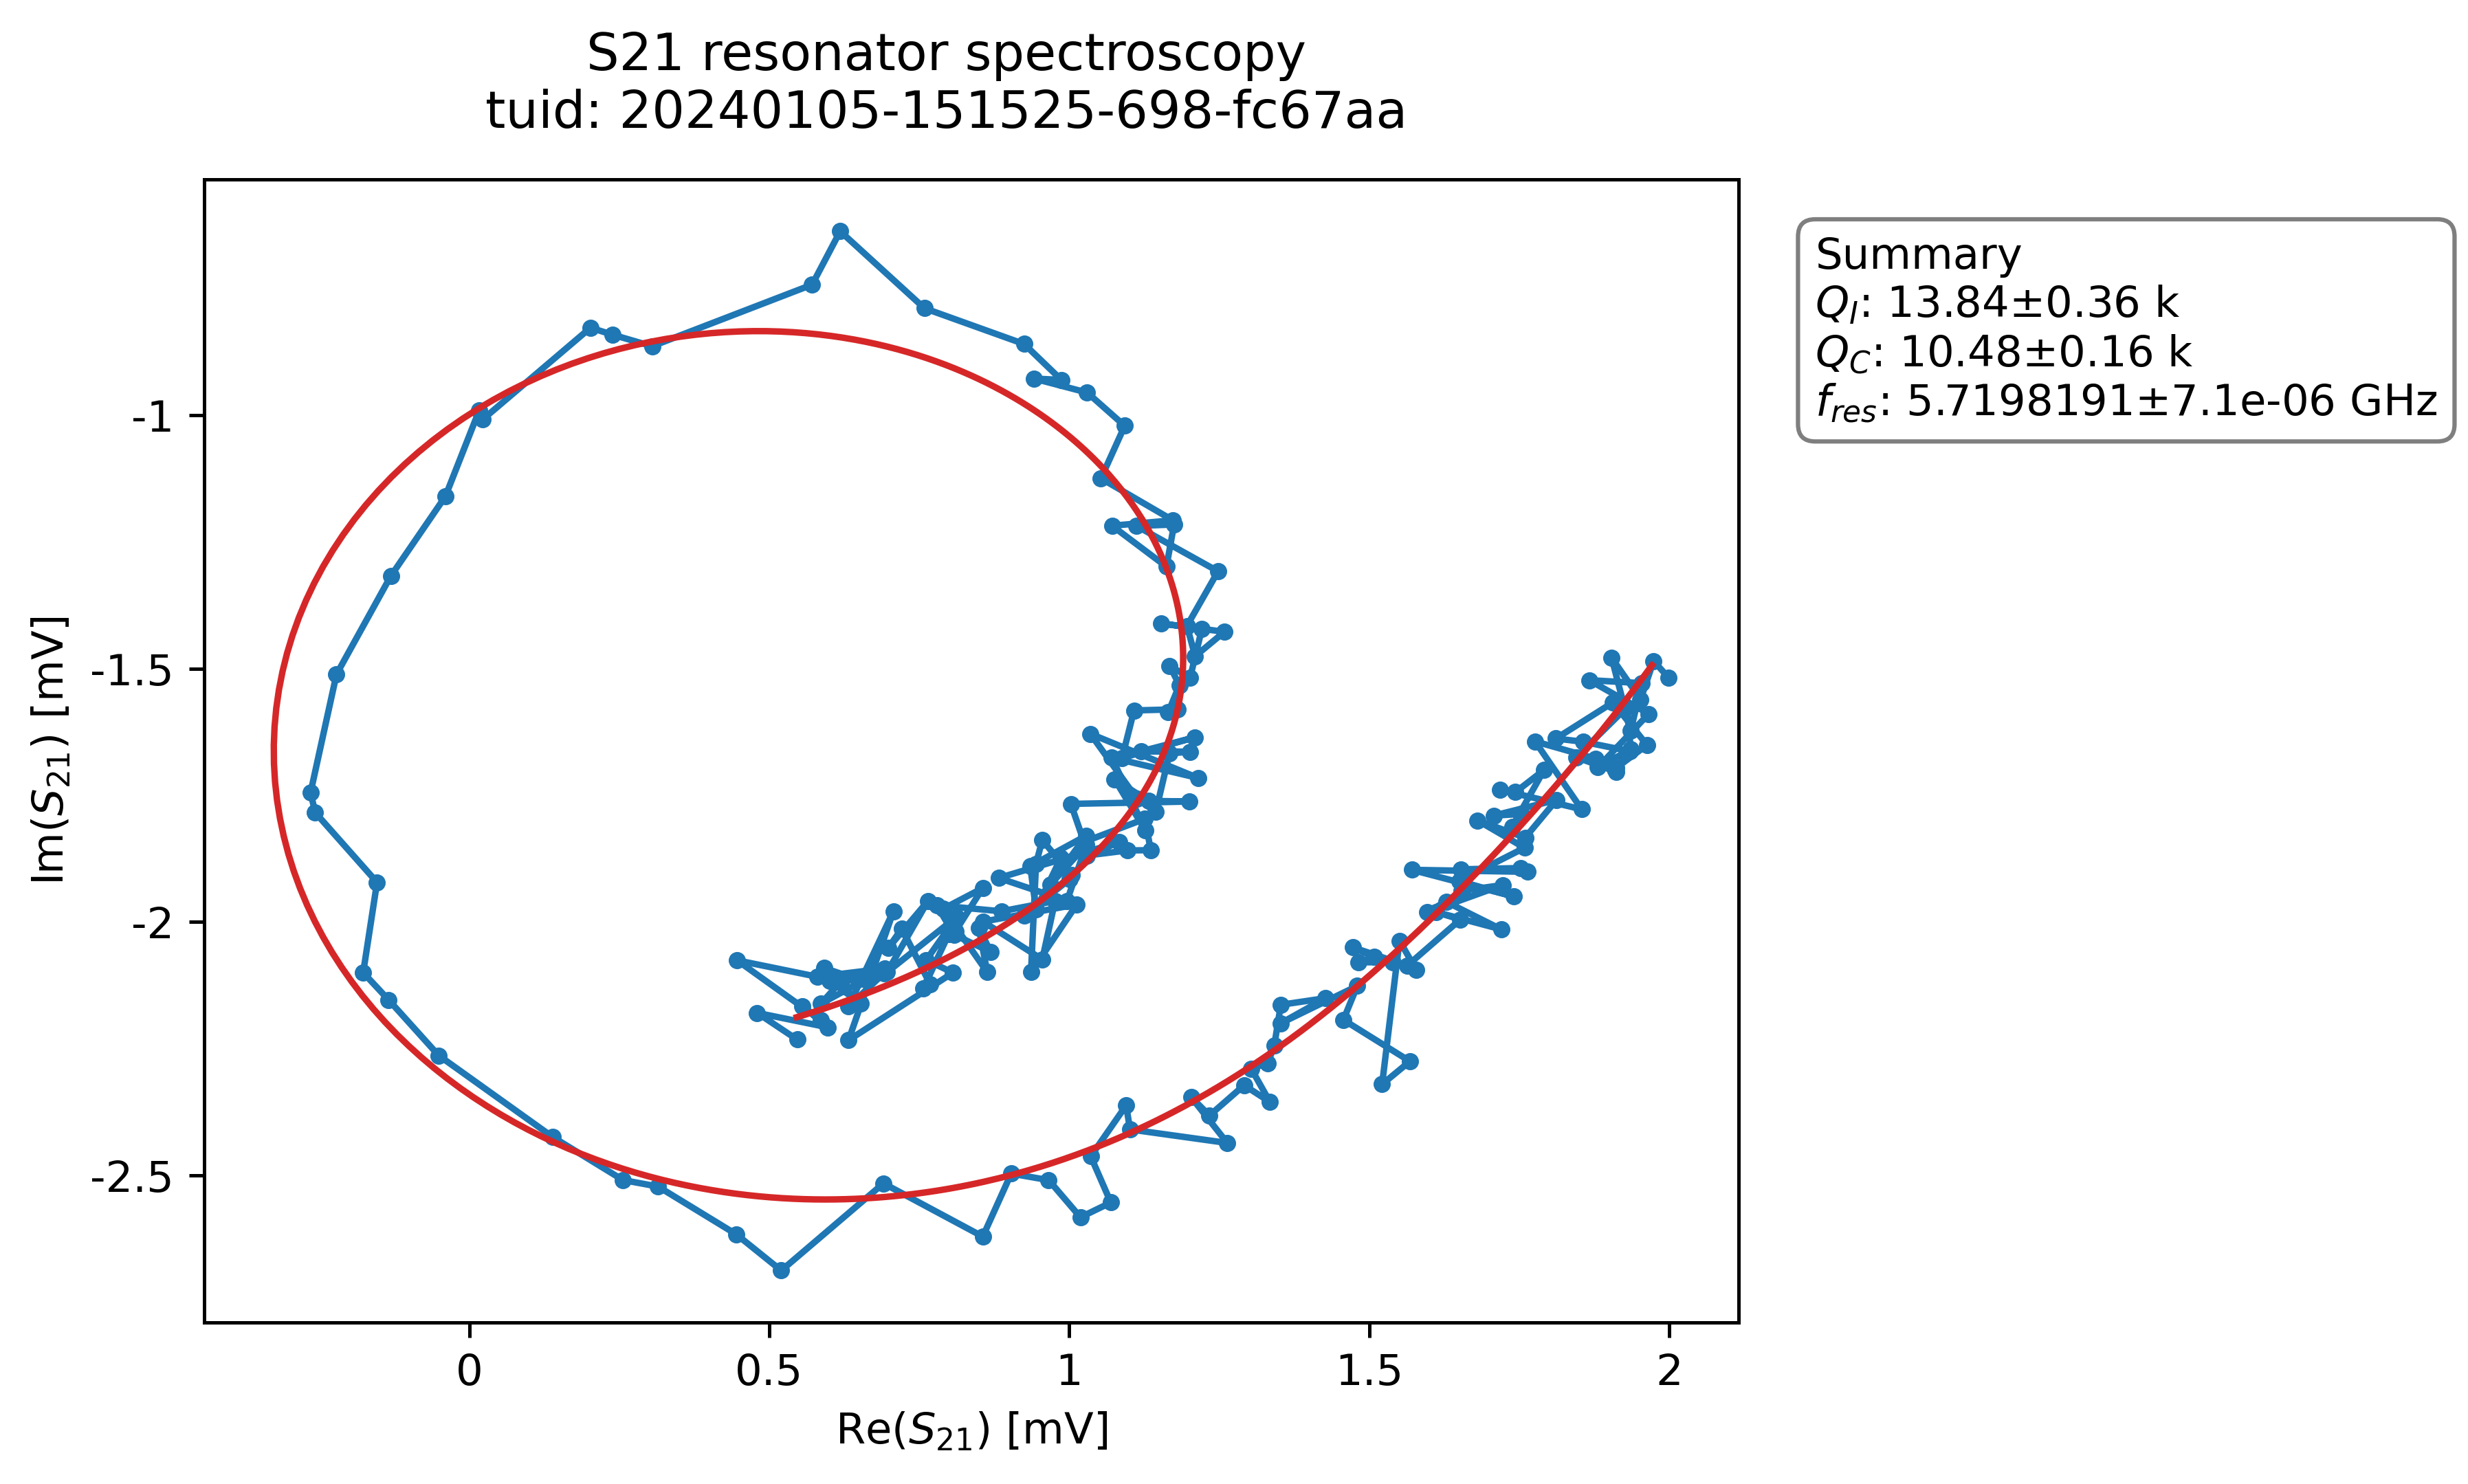 S21 resonator spectroscopy
tuid: 20240105-151525-698-fc67aa
Summary
Q_I: 13.84±0.36 k
Q_C: 10.48±0.16 k
f_res: 5.7198191±7.1e-06 GHz
Im(S_21) [mV]
-1
-1.5
-2
-2.5
0 0.5 1 1.5 2
Re(S_21) [mV]